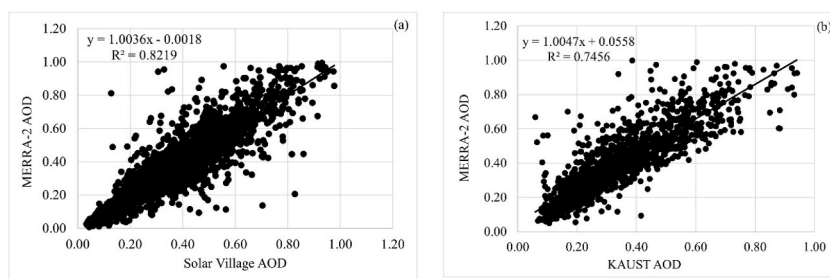 (a)
y = 1.0036x - 0.0018
R² = 0.8219
1.20
1.00
0.80
0.60
0.40
0.20
0.00
MERRA-2 AOD
0.00 0.20 0.40 0.60 0.80 1.00 1.20
Solar Village AOD
(b)
y = 1.0047x + 0.0558
R² = 0.7456
1.20
1.00
0.80
0.60
0.40
0.20
0.00
MERRA-2 AOD
0.00 0.20 0.40 0.60 0.80 1.00
KAUST AOD